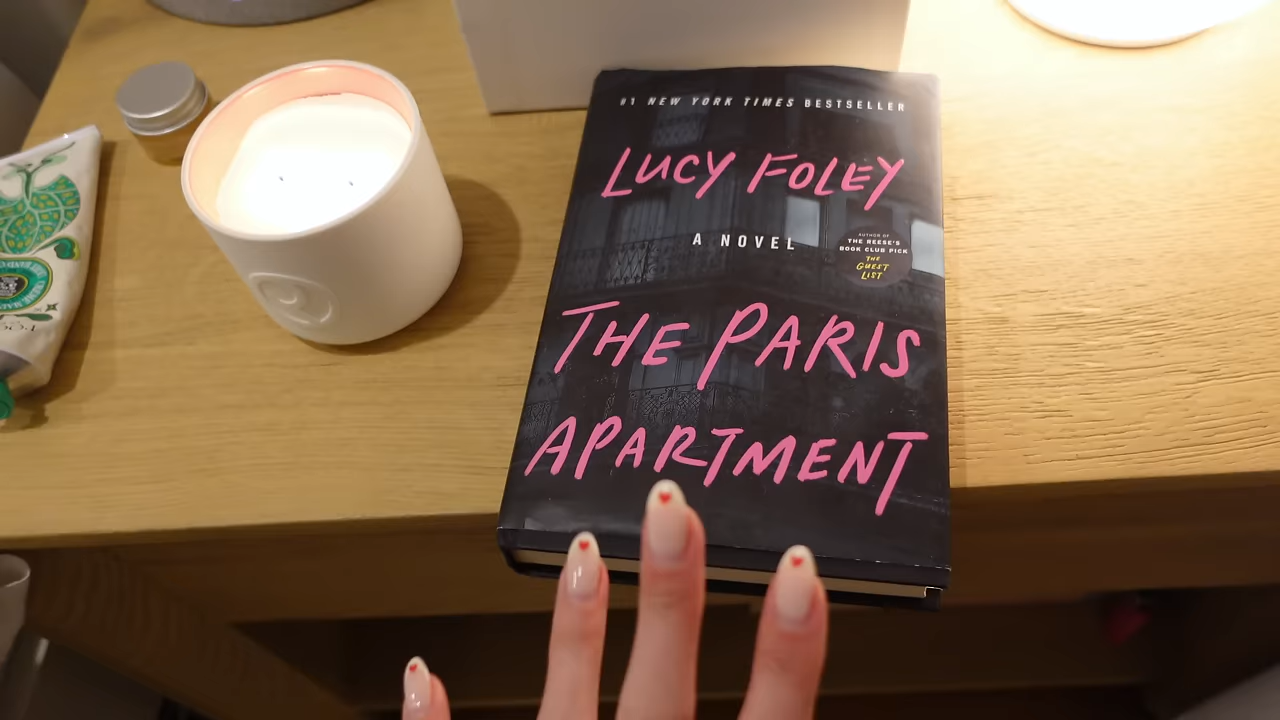 #1 NEW YORK TIMES BESTSELLER
LUCY FOLEY
A NOVEL
AUTHOR OF
THE REESE'S
BOOK CLUB PICK
THE
GUEST
LIST
THE PARIS
APARTMENT